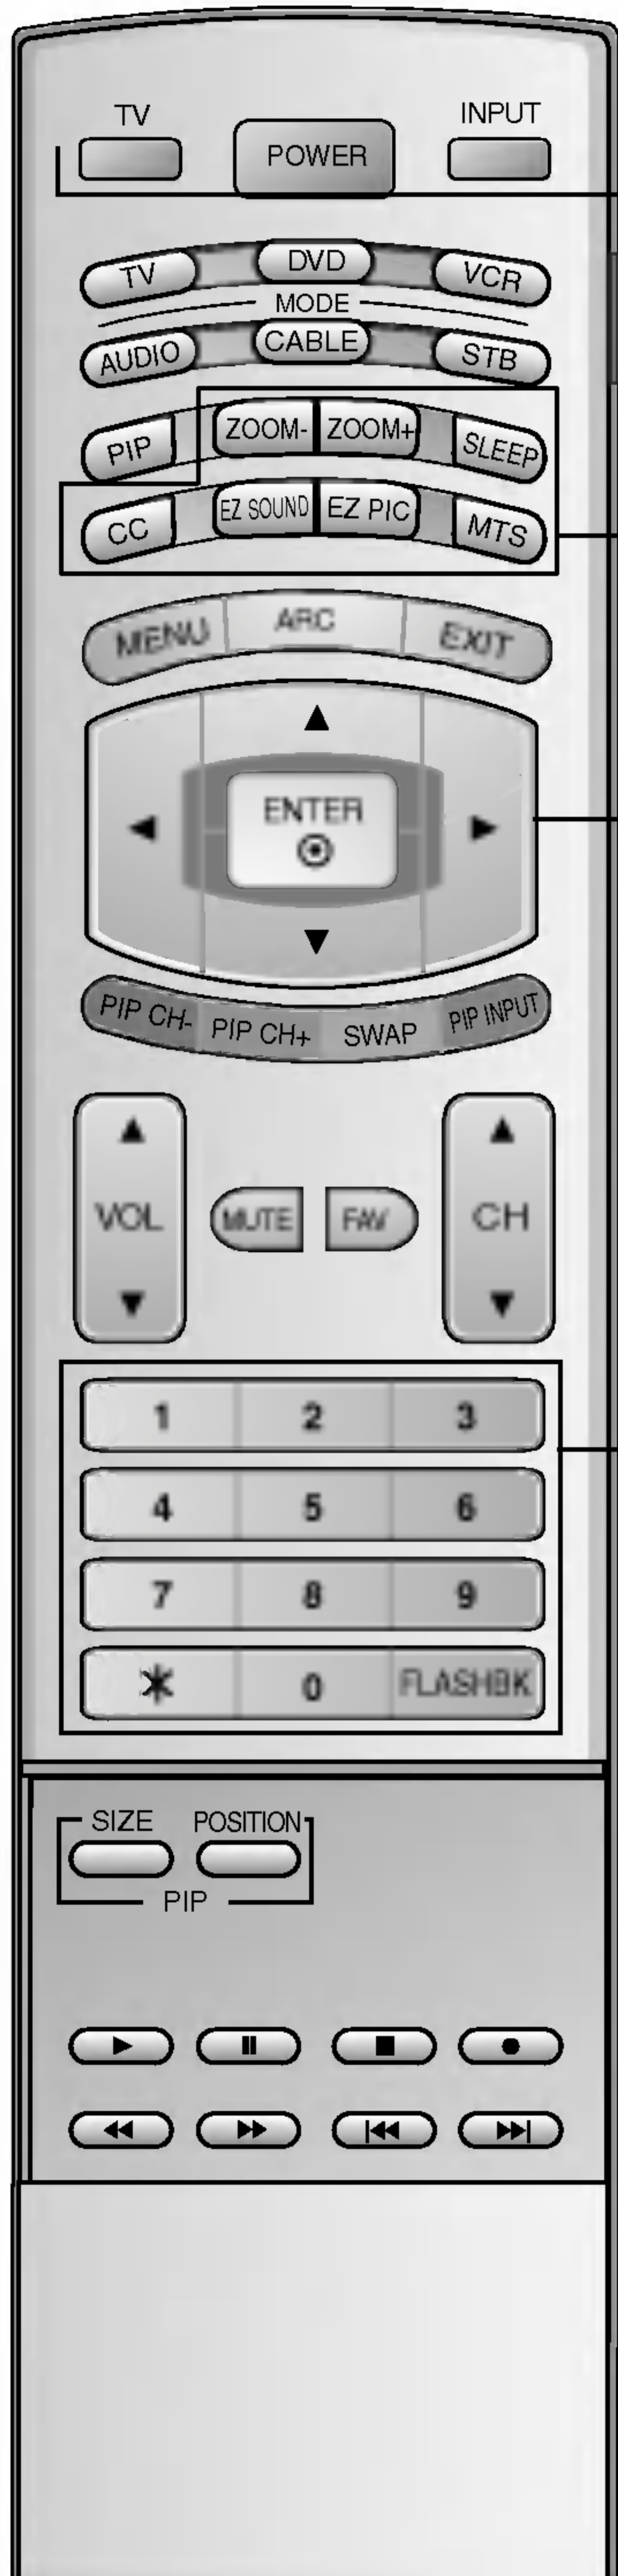 TV INPUT
POWER
TV DVD VCR
MODE
AUDIO CABLE STB
PIP ZOOM- ZOOM+ SLEEP
CC EZ SOUND EZ PIC MTS
MENU ARC EXIT
ENTER
PIP CH- PIP CH+ SWAP PIP INPUT
VOL MUTE FAV CH
1 2 3
4 5 6
7 8 9
* 0 FLASHBK
SIZE POSITION
PIP